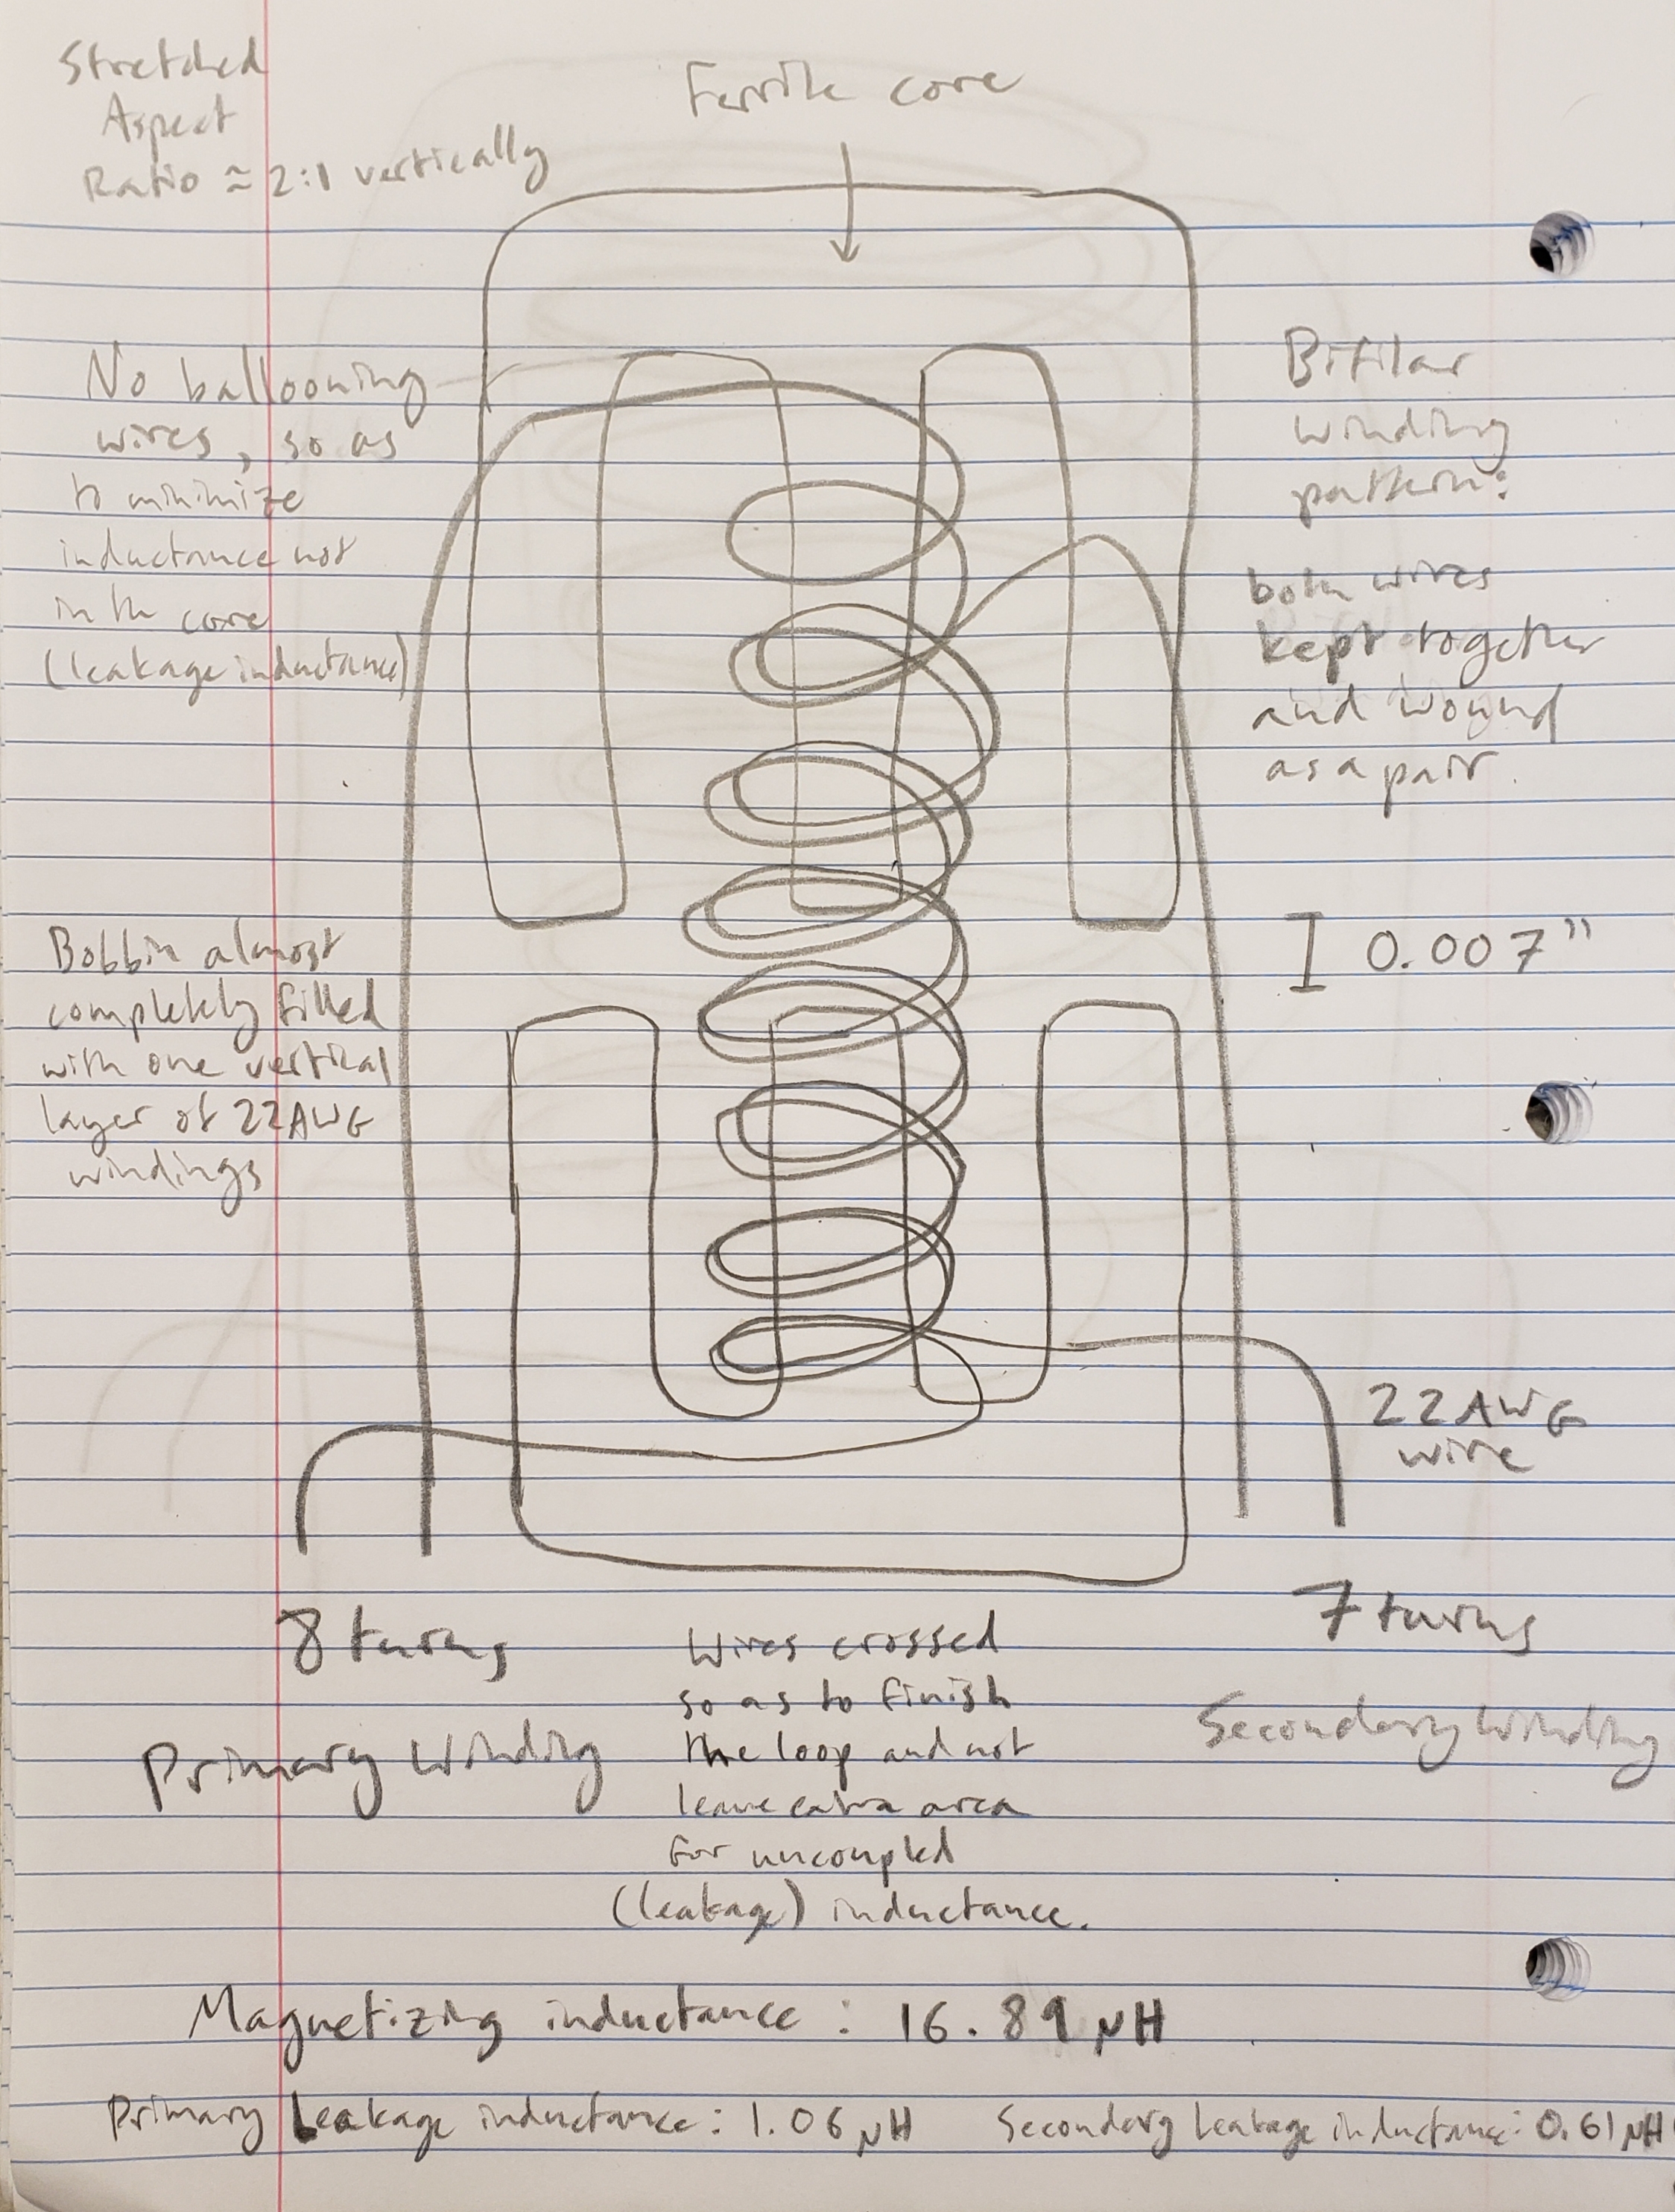 Stretched
Aspect
Ratio ≈ 2:1 vertically
Ferrite core
No ballooning
wires, so as
to minimize
inductance not
in the core
(leakage inductance)
Bifilar
winding
pattern:
both wires
kept together
and wound
as a pair.
Bobbin almost
completely filled
with one vertical
layer of 22AWG
windings
0.007"
22AWG
wire
8 turns
Primary Winding
Wires crossed
so as to finish
the loop and not
leave extra area
for uncoupled
(leakage) inductance.
7 turns
Secondary Winding
Magnetizing inductance: 16.89 μH
Primary Leakage inductance: 1.06 μH
Secondary Leakage inductance: 0.61 μH